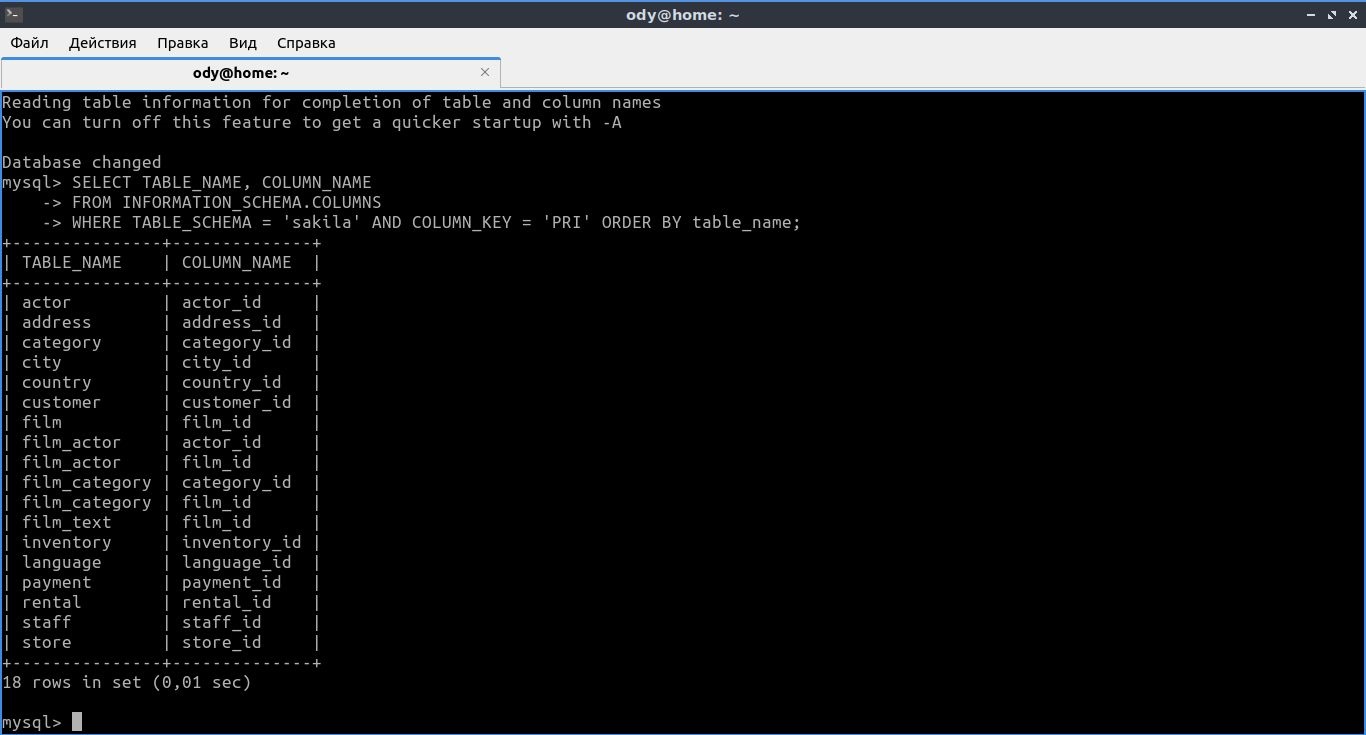 ody@home: ~
Файл Действия Правка Вид Справка
ody@home: ~
Reading table information for completion of table and column names
You can turn off this feature to get a quicker startup with -A
Database changed
mysql> SELECT TABLE_NAME, COLUMN_NAME
    -> FROM INFORMATION_SCHEMA.COLUMNS
    -> WHERE TABLE_SCHEMA = 'sakila' AND COLUMN_KEY = 'PRI' ORDER BY table_name;
+---------------+--------------+
| TABLE_NAME    | COLUMN_NAME  |
+---------------+--------------+
| actor         | actor_id     |
| address       | address_id   |
| category      | category_id  |
| city          | city_id      |
| country       | country_id   |
| customer      | customer_id  |
| film          | film_id      |
| film_actor    | actor_id     |
| film_actor    | film_id      |
| film_category | category_id  |
| film_category | film_id      |
| film_text     | film_id      |
| inventory     | inventory_id |
| language      | language_id  |
| payment       | payment_id   |
| rental        | rental_id    |
| staff         | staff_id     |
| store         | store_id     |
+---------------+--------------+
18 rows in set (0,01 sec)
mysql>